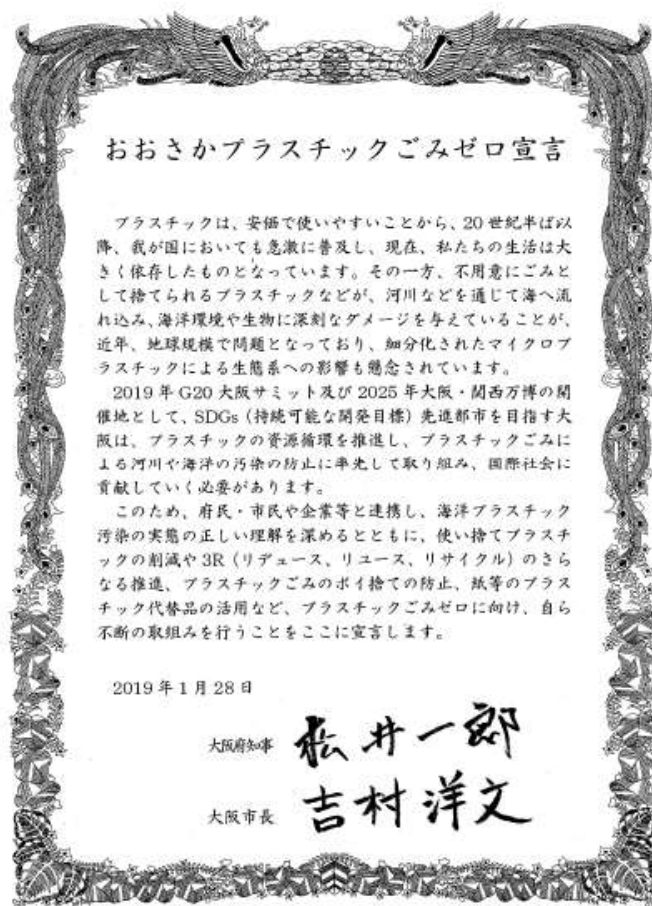 おおさかプラスチックごみゼロ宣言
プラスチックは、安価で使いやすいことから、20世紀半ば以
降、我が国においても急激に普及し、現在、私たちの生活は大
きく依存したものとなっています。その一方、不用意にごみと
して捨てられるプラスチックなどが、河川などを通じて海へ流
れ込み、海洋環境や生物に深刻なダメージを与えていることが、
近年、地球規模で問題となっており、細分化されたマイクロプ
ラスチックによる生態系への影響も懸念されています。
2019年G20大阪サミット及び2025年大阪・関西万博の開
催地として、SDGs（持続可能な開発目標）先進都市を目指す大
阪は、プラスチックの資源循環を推進し、プラスチックごみに
よる河川や海洋の汚染の防止に率先して取り組み、国際社会に
貢献していく必要があります。
このため、府民・市民や企業等と連携し、海洋プラスチック
汚染の実態の正しい理解を深めるとともに、使い捨てプラスチ
ックの削減や3R（リデュース、リユース、リサイクル）のさら
なる推進、プラスチックごみのポイ捨ての防止、紙等のプラス
チック代替品の活用など、プラスチックごみゼロに向け、自ら
不断の取組みを行うことをここに宣言します。
2019年1月28日
大阪府知事 松井一郎
大阪市長 吉村洋文